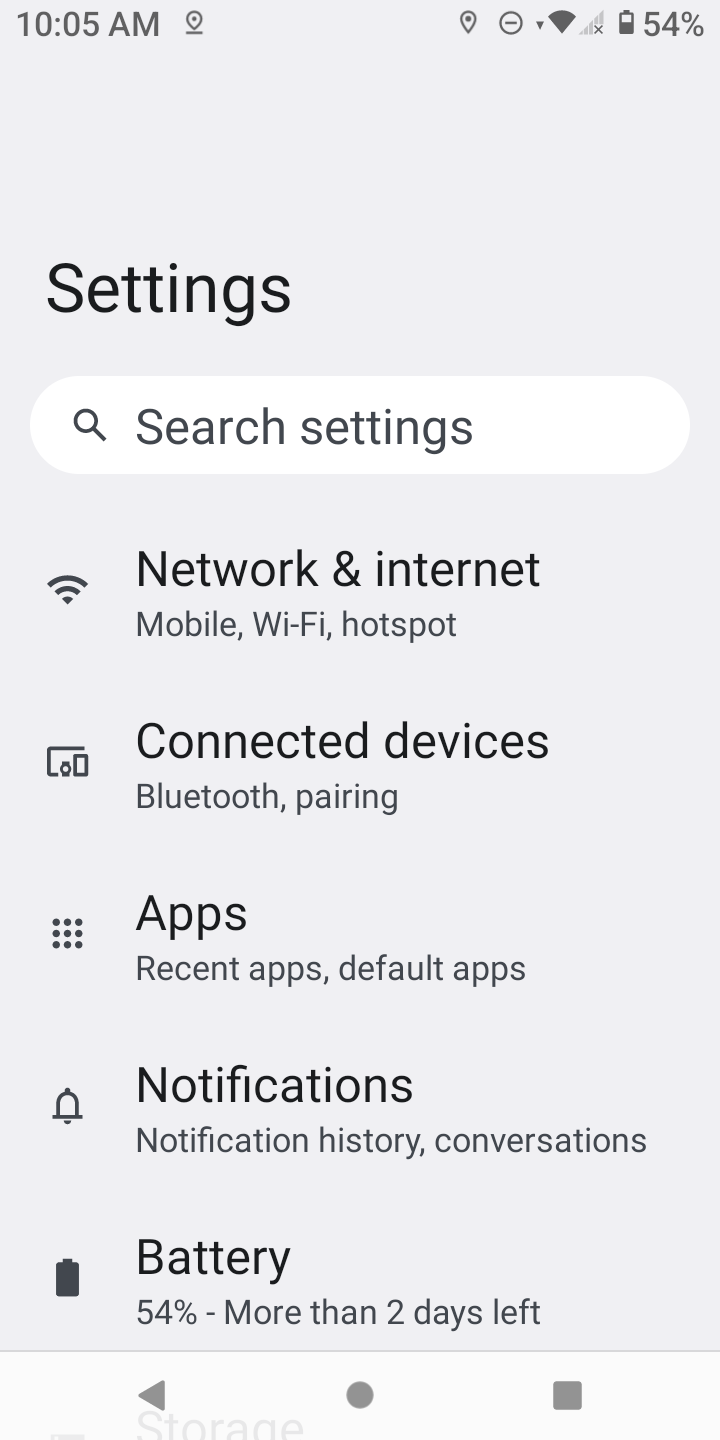 10:05 AM 54%
Settings
Search settings
Network & internet
Mobile, Wi-Fi, hotspot
Connected devices
Bluetooth, pairing
Apps
Recent apps, default apps
Notifications
Notification history, conversations
Battery
54% - More than 2 days left
Storage